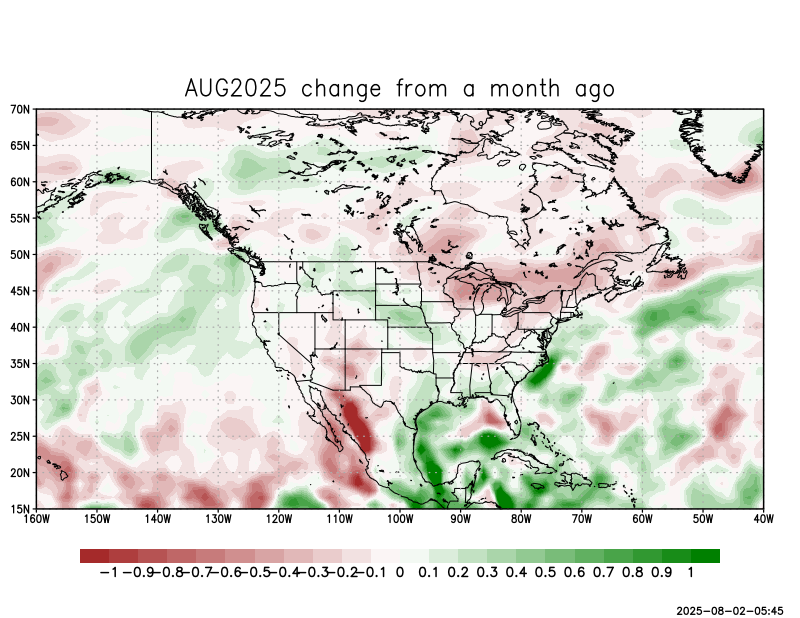 AUG2025 change from a month ago
70N
65N
60N
55N
50N
45N
40N
35N
30N
25N
20N
15N
160W 150W 140W 130W 120W 110W 100W 90W 80W 70W 60W 50W 40W
−1 −0.9 −0.8 −0.7 −0.6 −0.5 −0.4 −0.3 −0.2 −0.1 0 0.1 0.2 0.3 0.4 0.5 0.6 0.7 0.8 0.9 1
2025-08-02-05:45